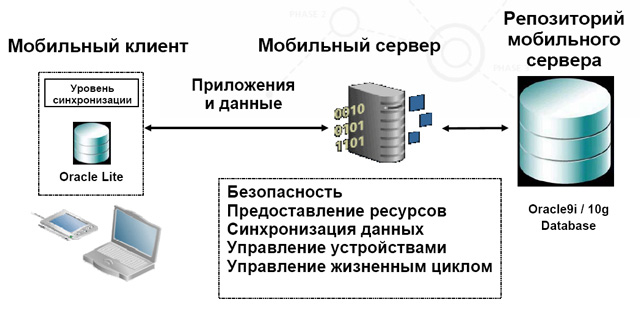 Мобильный клиент
Уровень
синхронизации
Oracle Lite
Приложения
и данные
Мобильный сервер
0610
0101
1101
Репозиторий
мобильного
сервера
Oracle9i / 10g
Database
Безопасность
Предоставление ресурсов
Синхронизация данных
Управление устройствами
Управление жизненным циклом